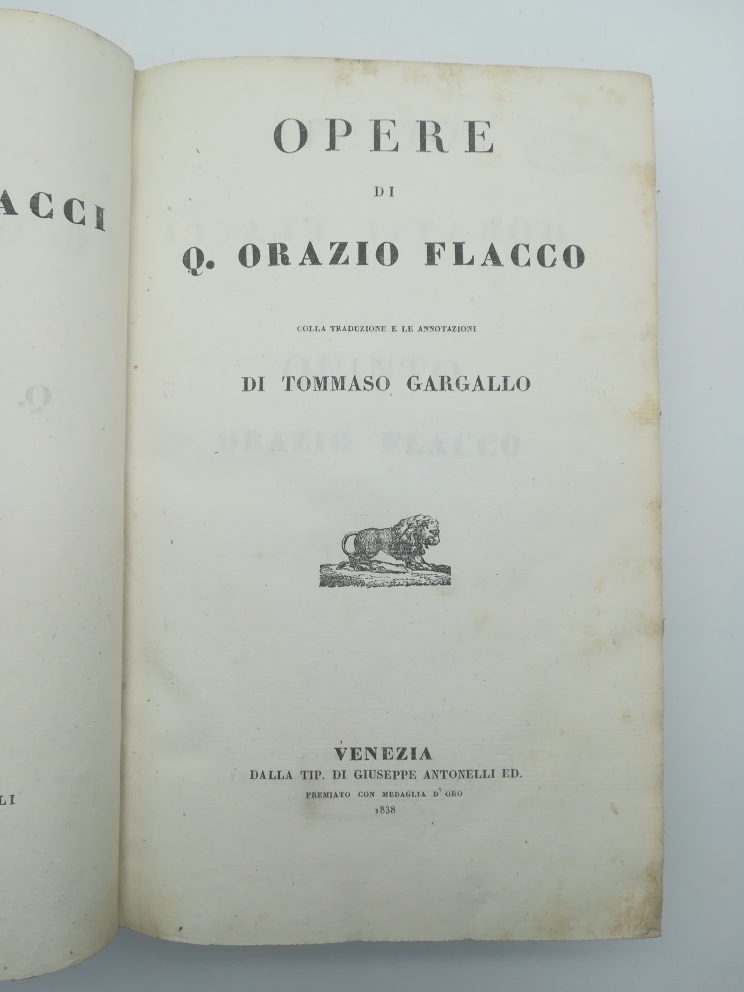 ACCI
LI
OPERE
DI
Q. ORAZIO FLACCO
COLLA TRADUZIONE E LE ANNOTAZIONI
DI TOMMASO GARGALLO
VENEZIA
DALLA TIP. DI GIUSEPPE ANTONELLI ED.
PREMIATO CON MEDAGLIA D'ORO
1838